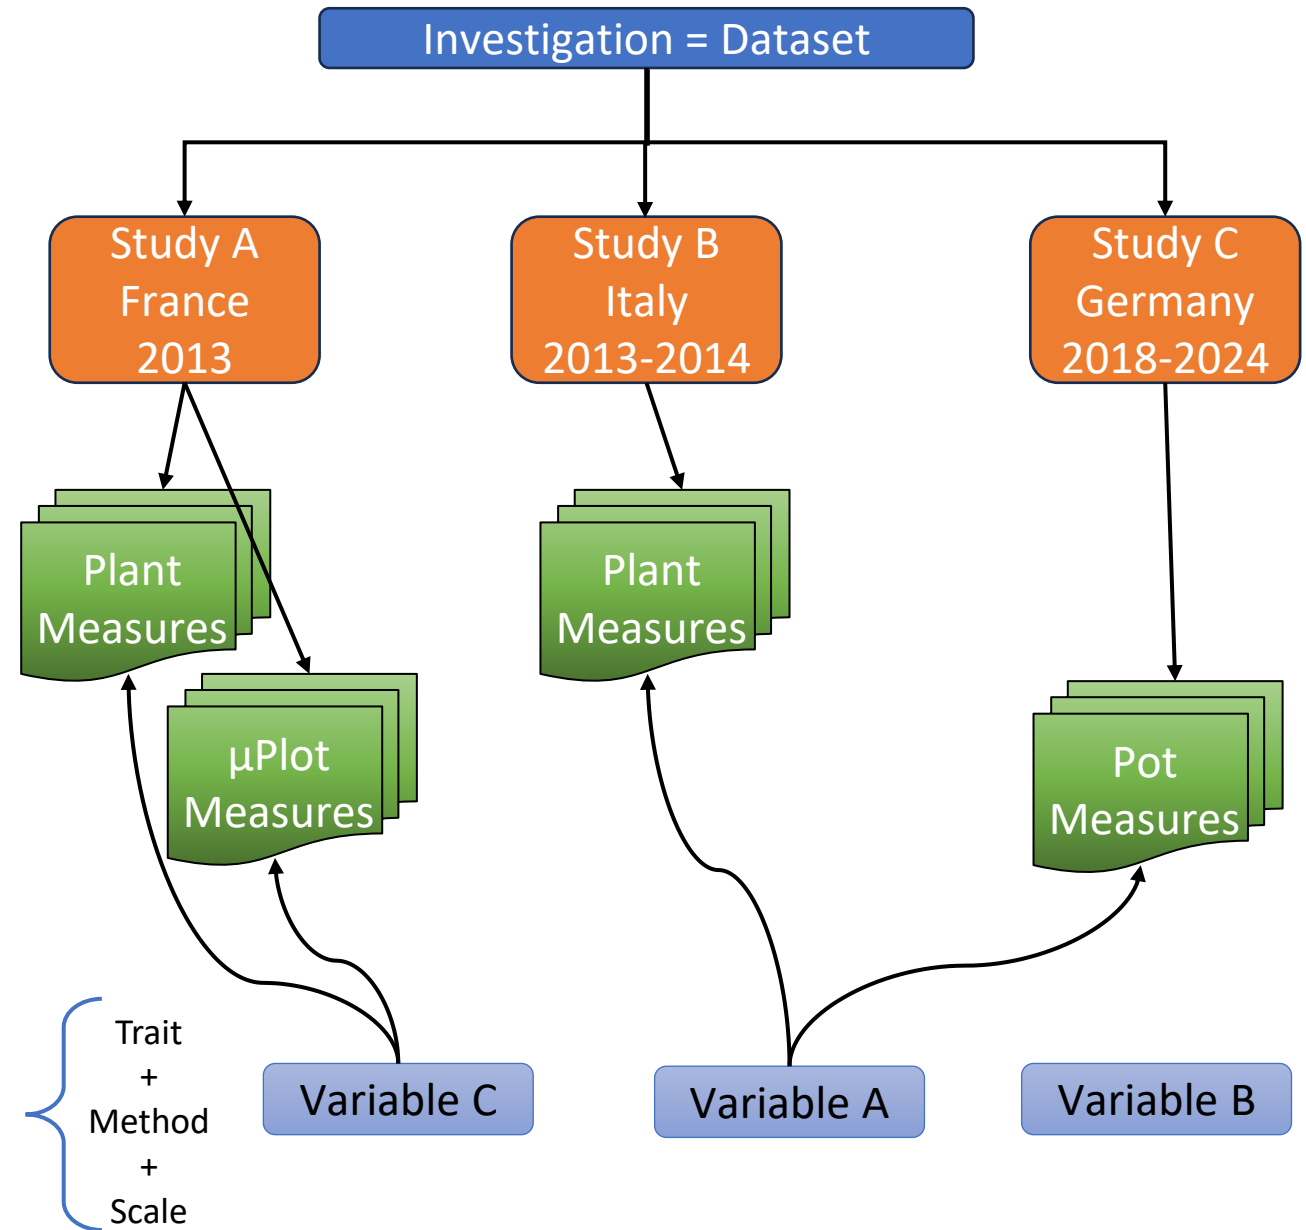 Investigation = Dataset
Study A
France
2013
Study B
Italy
2013-2014
Study C
Germany
2018-2024
Plant
Measures
µPlot
Measures
Plant
Measures
Pot
Measures
Trait
+
Method
+
Scale
Variable C
Variable A
Variable B